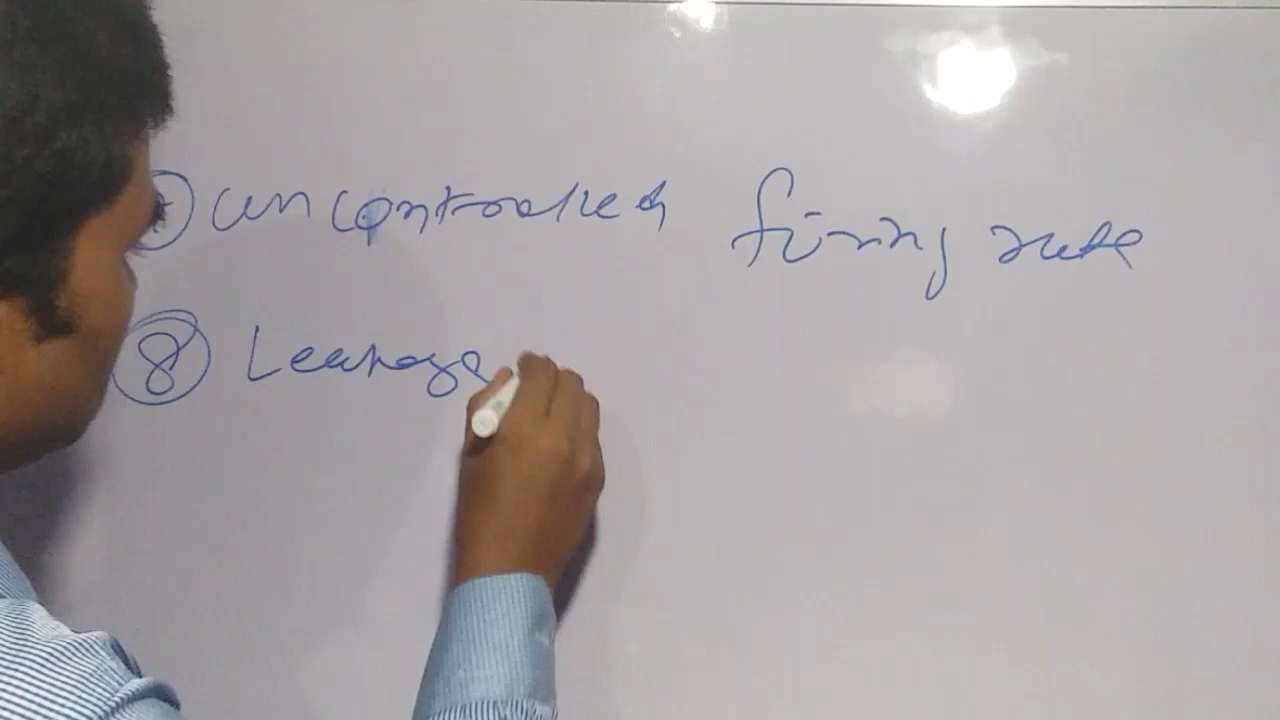 ⑦ uncontrolled firing rate
⑧ Leakage